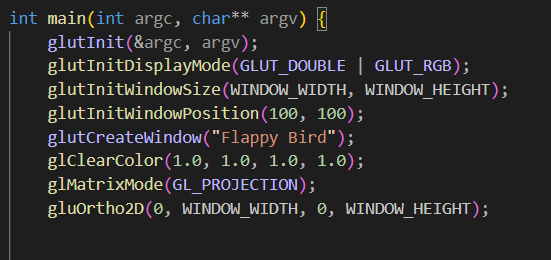 int main(int argc, char** argv) {
    glutInit(&argc, argv);
    glutInitDisplayMode(GLUT_DOUBLE | GLUT_RGB);
    glutInitWindowSize(WINDOW_WIDTH, WINDOW_HEIGHT);
    glutInitWindowPosition(100, 100);
    glutCreateWindow("Flappy Bird");
    glClearColor(1.0, 1.0, 1.0, 1.0);
    glMatrixMode(GL_PROJECTION);
    gluOrtho2D(0, WINDOW_WIDTH, 0, WINDOW_HEIGHT);